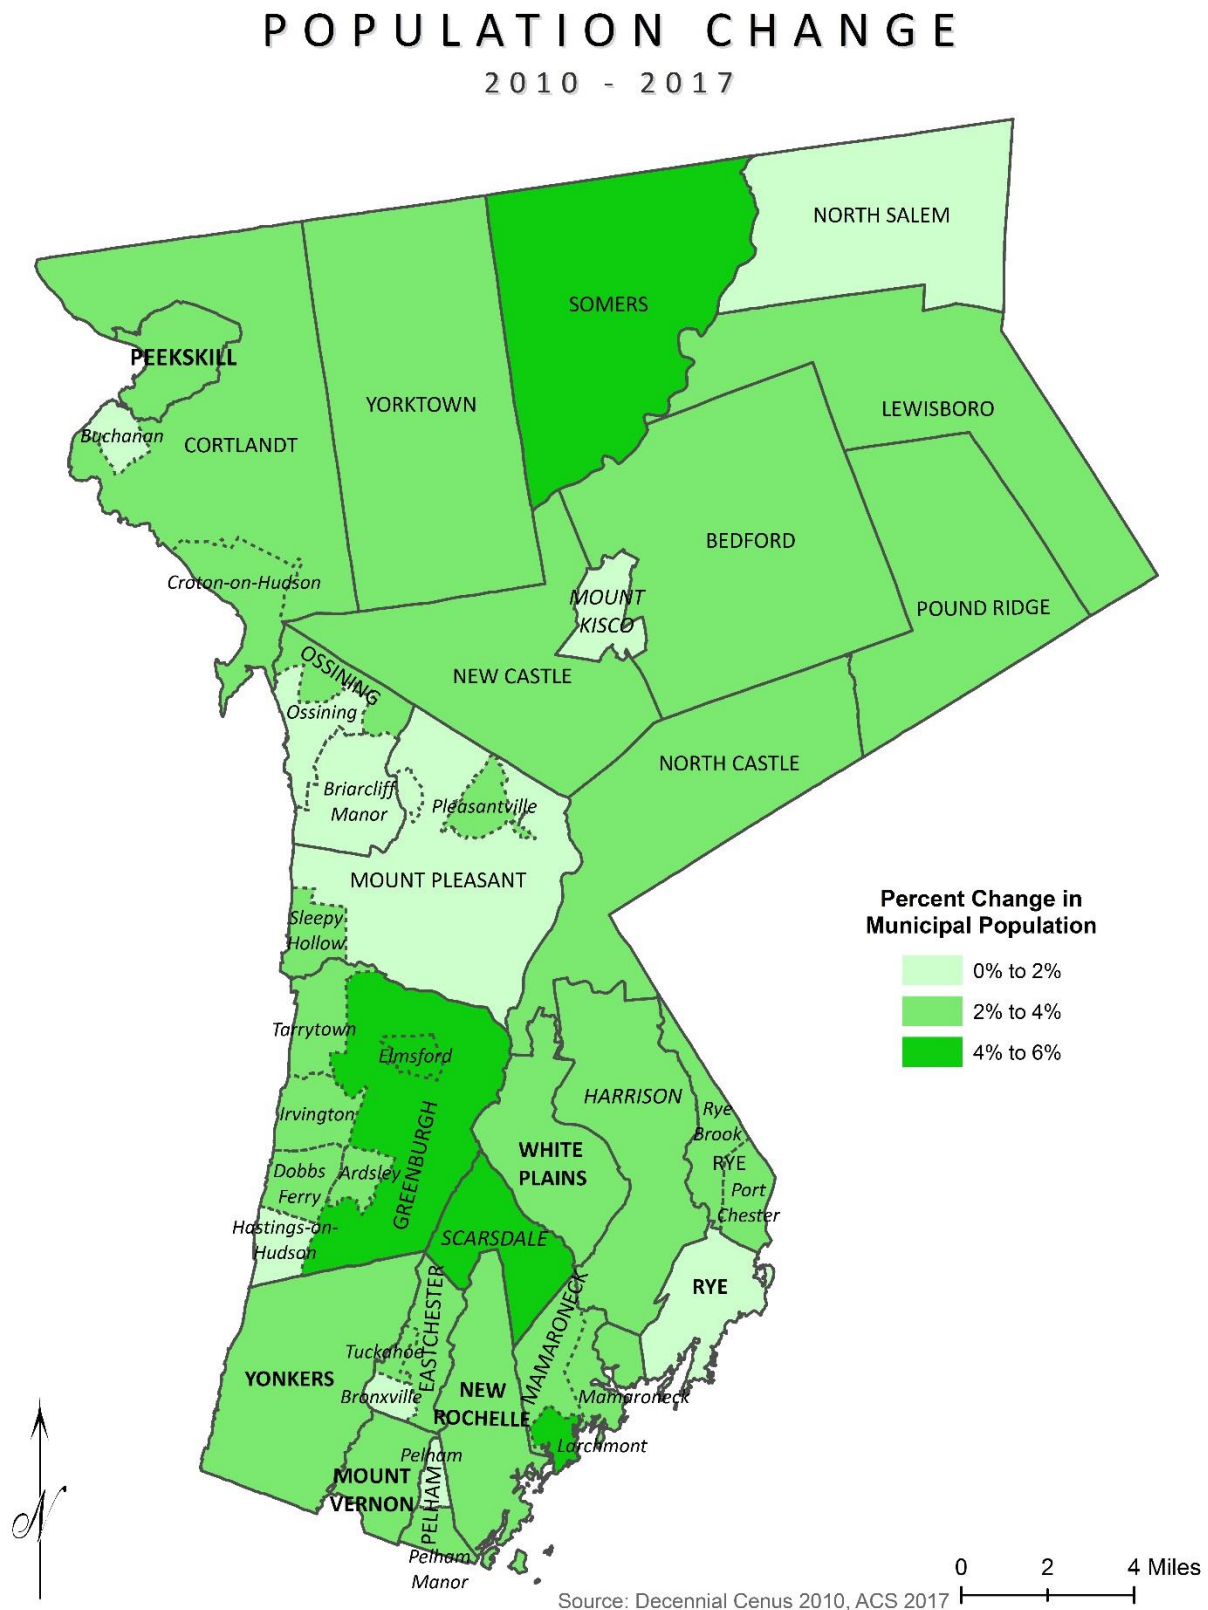 POPULATION CHANGE
2010 - 2017
NORTH SALEM
SOMERS
PEEKSKILL
YORKTOWN
LEWISBORO
Buchanan
CORTLANDT
BEDFORD
Croton-on-Hudson
MOUNT
KISCO
POUND RIDGE
OSSINING
NEW CASTLE
Ossining
NORTH CASTLE
Briarcliff
Manor
Pleasantville
MOUNT PLEASANT
Sleepy
Hollow
Percent Change in
Municipal Population
0% to 2%
2% to 4%
4% to 6%
Tarrytown
Elmsford
HARRISON
Irvington
Rye
Brook
GREENBURGH
WHITE
PLAINS
RYE
Dobbs
Ferry
Ardsley
Port
Chester
Hastings-on-
Hudson
SCARSDALE
RYE
EASTCHESTER
MAMARONECK
Tuckahoe
YONKERS
Bronxville
NEW
ROCHELLE
Mamaroneck
Larchmont
Pelham
MOUNT
VERNON
PELHAM
Pelham
Manor
N
0 2 4 Miles
Source: Decennial Cenus 2010, ACS 2017